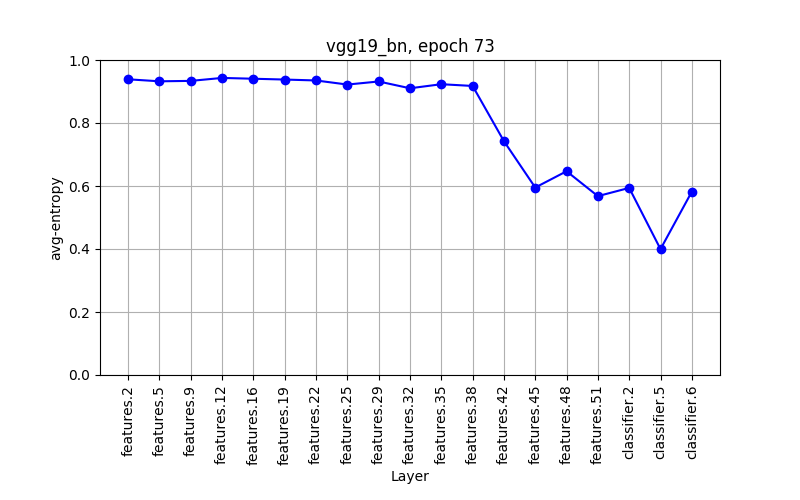 vgg19_bn, epoch 73
1.0
0.8
0.6
0.4
0.2
0.0
avg-entropy
features.2
features.5
features.9
features.12
features.16
features.19
features.22
features.25
features.29
features.32
features.35
features.38
features.42
features.45
features.48
features.51
classifier.2
classifier.5
classifier.6
Layer